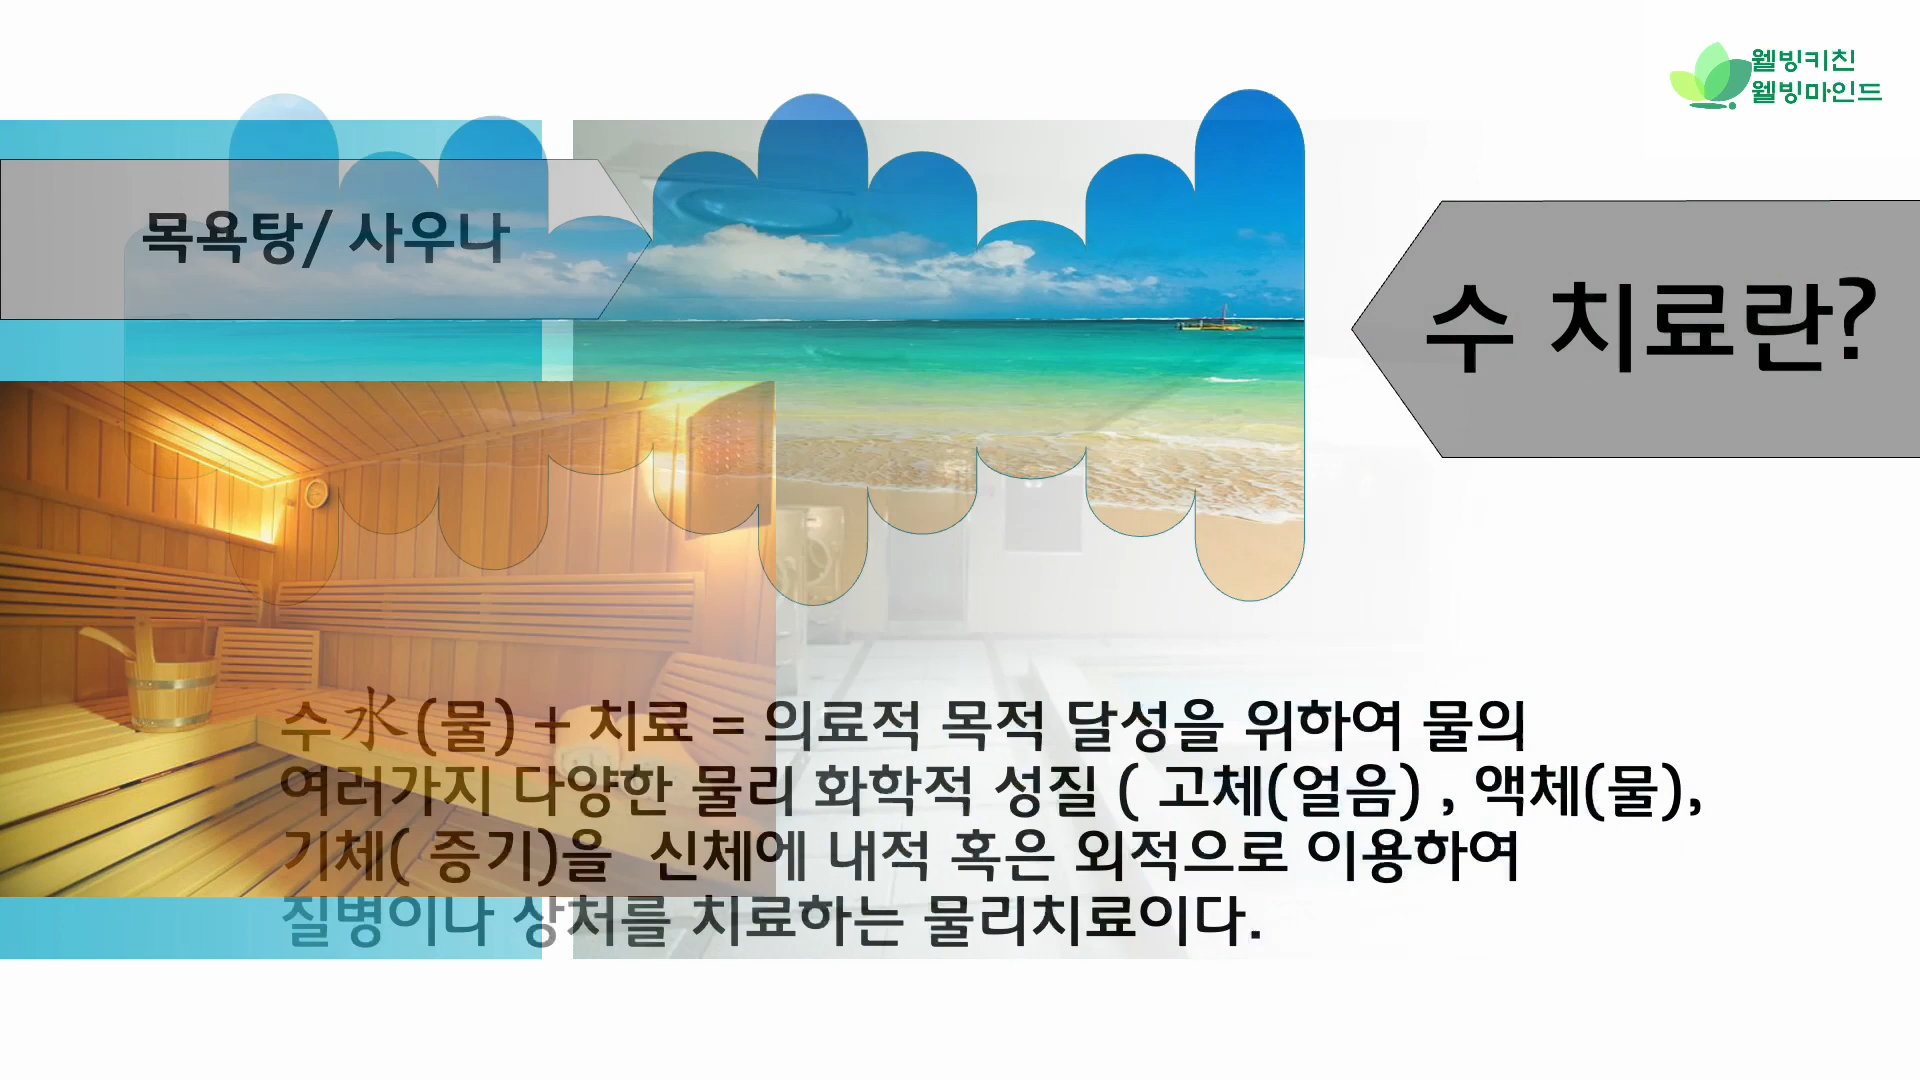 웰빙키친
웰빙마인드
목욕탕/ 사우나
수 치료란?
수水(물) + 치료 = 의료적 목적 달성을 위하여 물의
여러가지 다양한 물리 화학적 성질 ( 고체(얼음) , 액체(물),
기체( 증기)을 신체에 내적 혹은 외적으로 이용하여
질병이나 상처를 치료하는 물리치료이다.